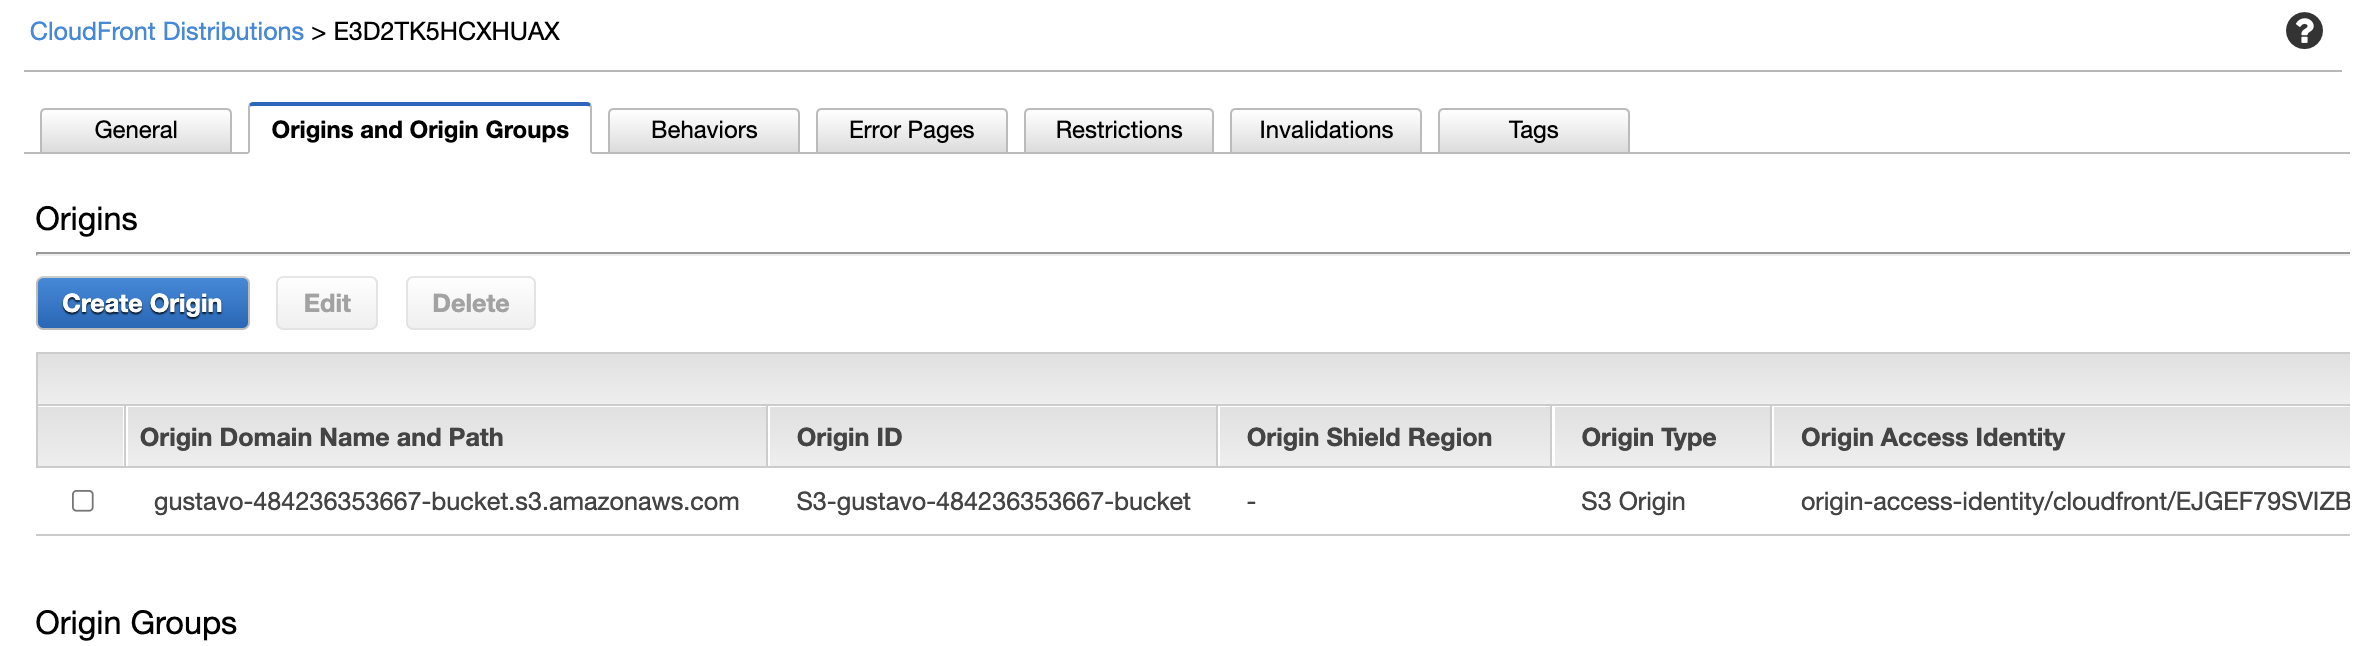 CloudFront Distributions > E3D2TK5HCXHUAX
General Origins and Origin Groups Behaviors Error Pages Restrictions Invalidations Tags
Origins
Create Origin Edit Delete
Origin Domain Name and Path Origin ID Origin Shield Region Origin Type Origin Access Identity
gustavo-484236353667-bucket.s3.amazonaws.com S3-gustavo-484236353667-bucket - S3 Origin origin-access-identity/cloudfront/EJGEF79SVIZB
Origin Groups